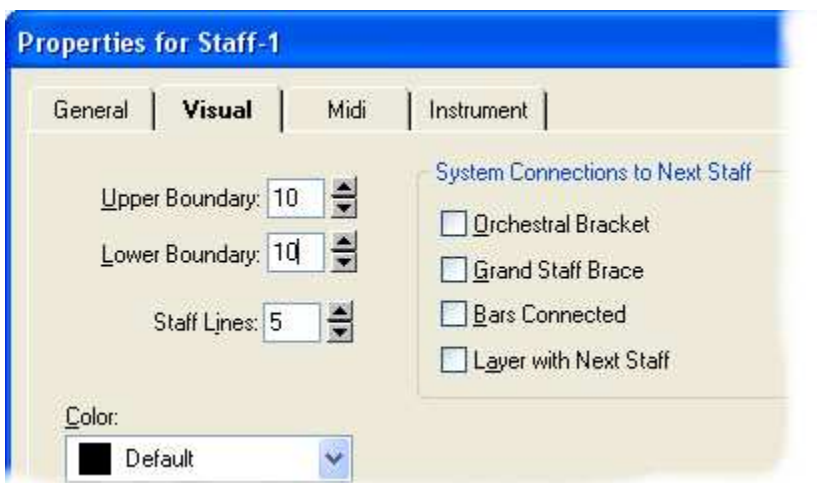 Properties for Staff-1
General Visual Midi Instrument
Upper Boundary: 10
Lower Boundary: 10
Staff Lines: 5
Color:
Default
System Connections to Next Staff
Orchestral Bracket
Grand Staff Brace
Bars Connected
Layer with Next Staff